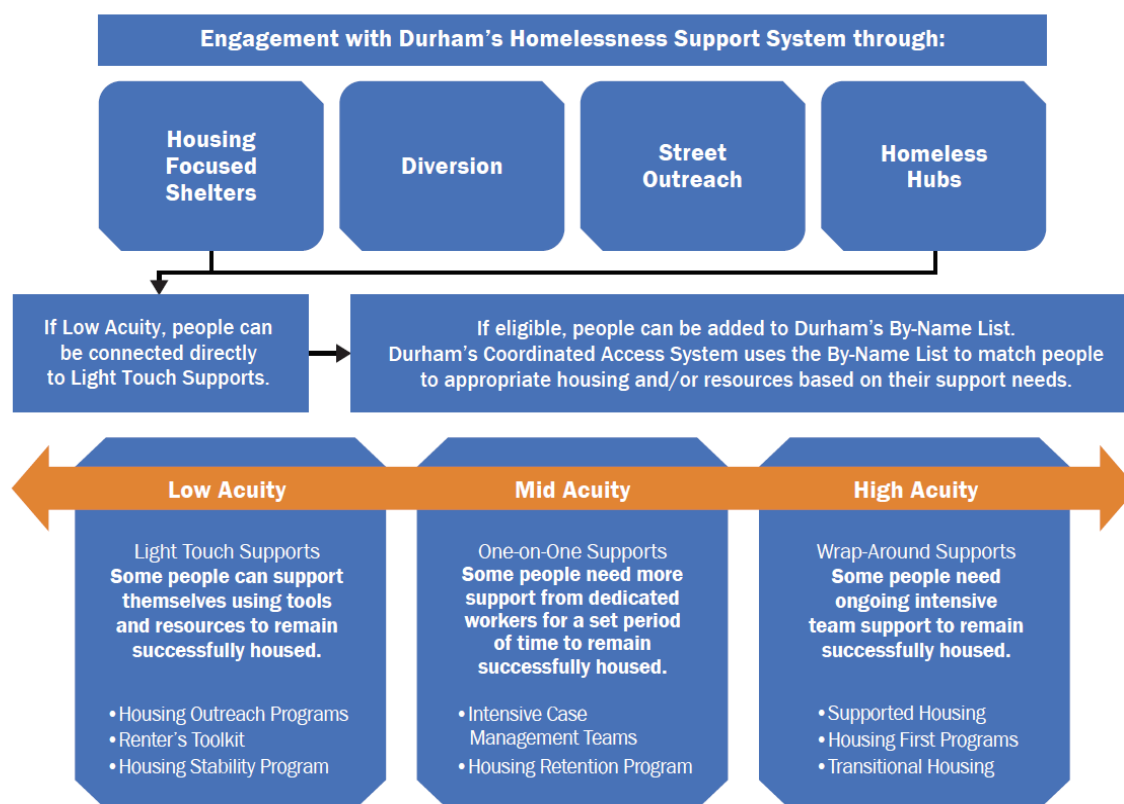 Engagement with Durham's Homelessness Support System through:
Housing
Focused
Shelters
Diversion
Street
Outreach
Homeless
Hubs
If Low Acuity, people can
be connected directly
to Light Touch Supports.
If eligible, people can be added to Durham's By-Name List.
Durham's Coordinated Access System uses the By-Name List to match people
to appropriate housing and/or resources based on their support needs.
Low Acuity
Mid Acuity
High Acuity
Light Touch Supports
Some people can support
themselves using tools
and resources to remain
successfully housed.
•Housing Outreach Programs
•Renter's Toolkit
•Housing Stability Program
One-on-One Supports
Some people need more
support from dedicated
workers for a set period
of time to remain
successfully housed.
•Intensive Case
Management Teams
•Housing Retention Program
Wrap-Around Supports
Some people need
ongoing intensive
team support to remain
successfully housed.
•Supported Housing
•Housing First Programs
•Transitional Housing